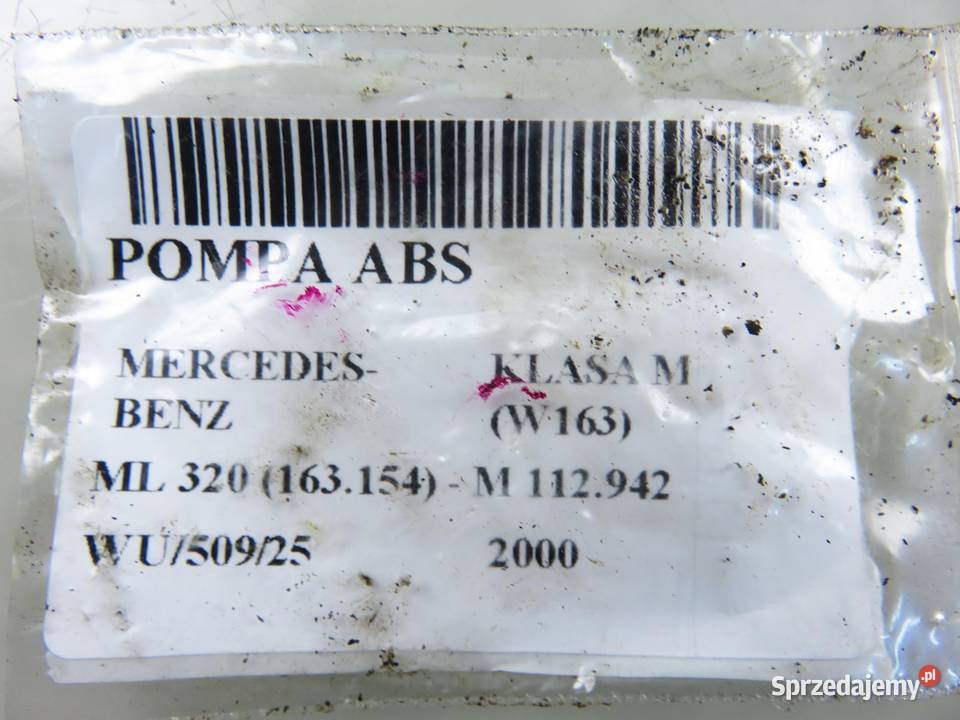 POMPA ABS
MERCEDES-BENZ KLASA M (W163)
ML 320 (163.154) - M 112.942
WU/509/25 2000
Sprzedajemy.pl